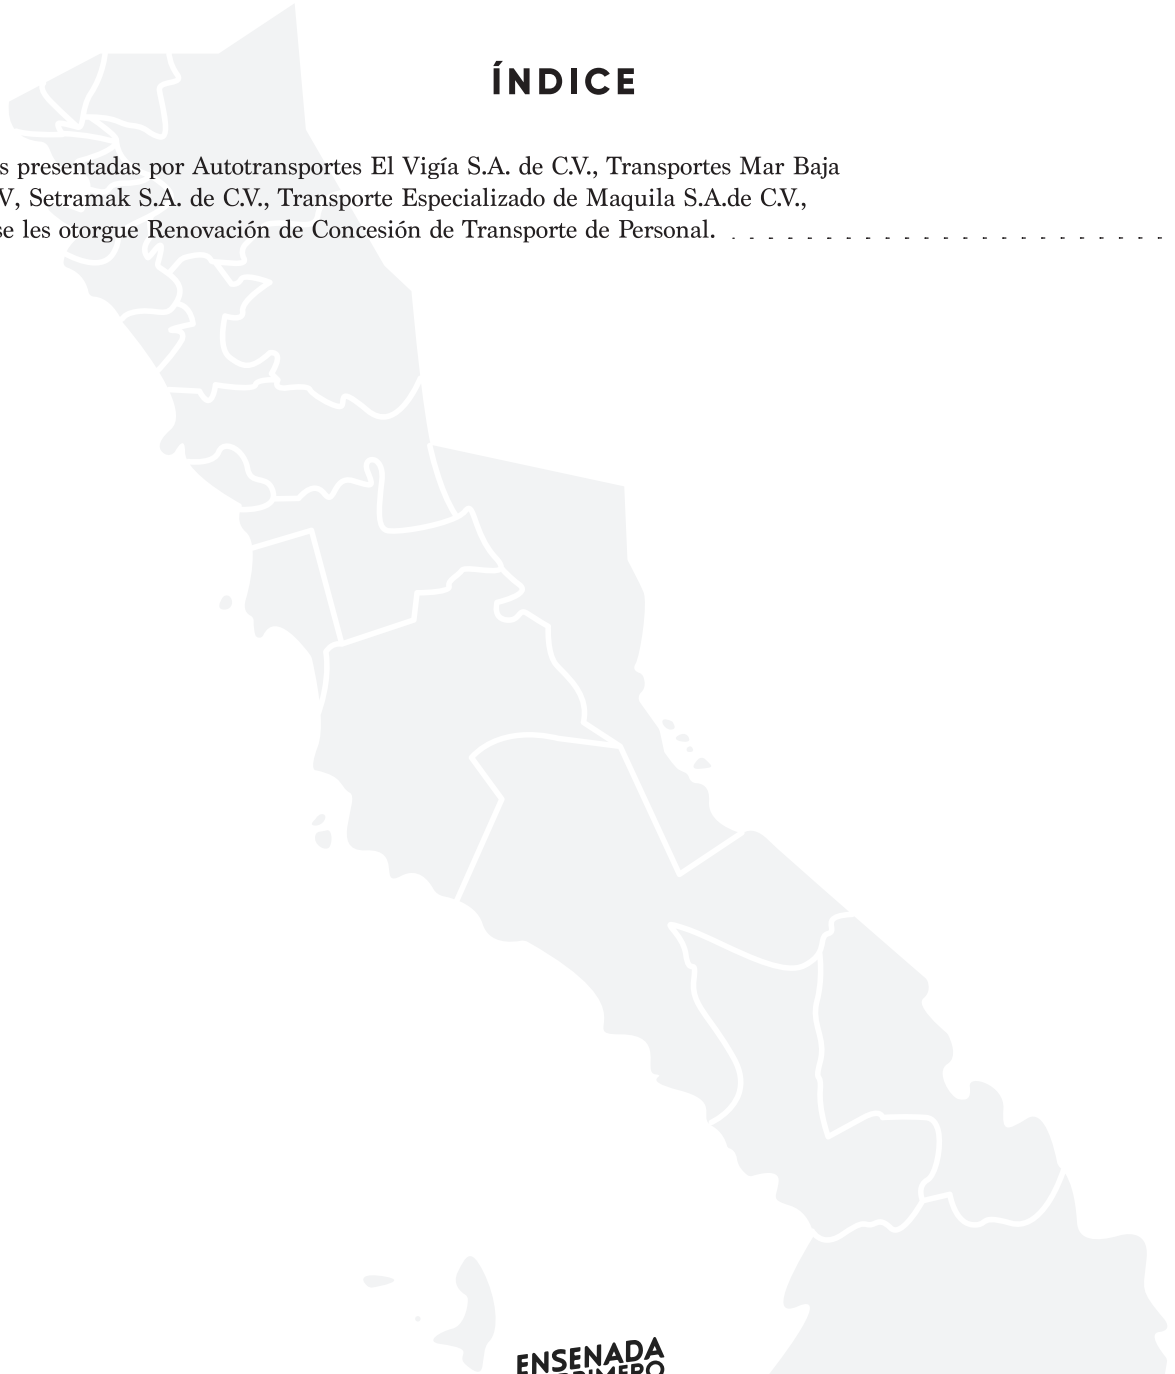 ÍNDICE
s presentadas por Autotransportes El Vigía S.A. de C.V., Transportes Mar Baja
V, Setramak S.A. de C.V., Transporte Especializado de Maquila S.A.de C.V.,
se les otorgue Renovación de Concesión de Transporte de Personal. . . . . . . . . . . . . . . . . . . . . . . . .
ENSENADA
PRIMERO